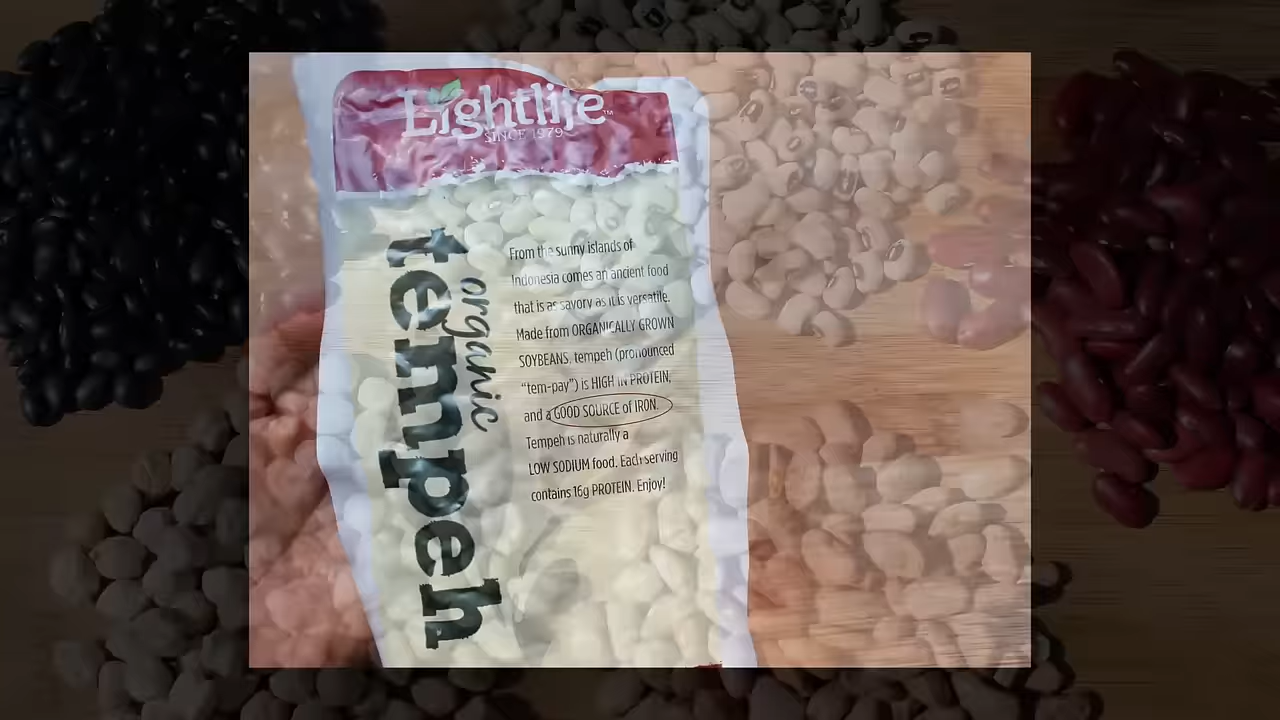 Lightlife™
SINCE 1979
organic
tempeh
From the sunny islands of
Indonesia comes an ancient food
that is as savory as it is versatile.
Made from ORGANICALLY GROWN
SOYBEANS, tempeh (pronounced
“tem-pay”) is HIGH IN PROTEIN,
and a GOOD SOURCE of IRON.
Tempeh is naturally a
LOW SODIUM food. Each serving
contains 16g PROTEIN. Enjoy!